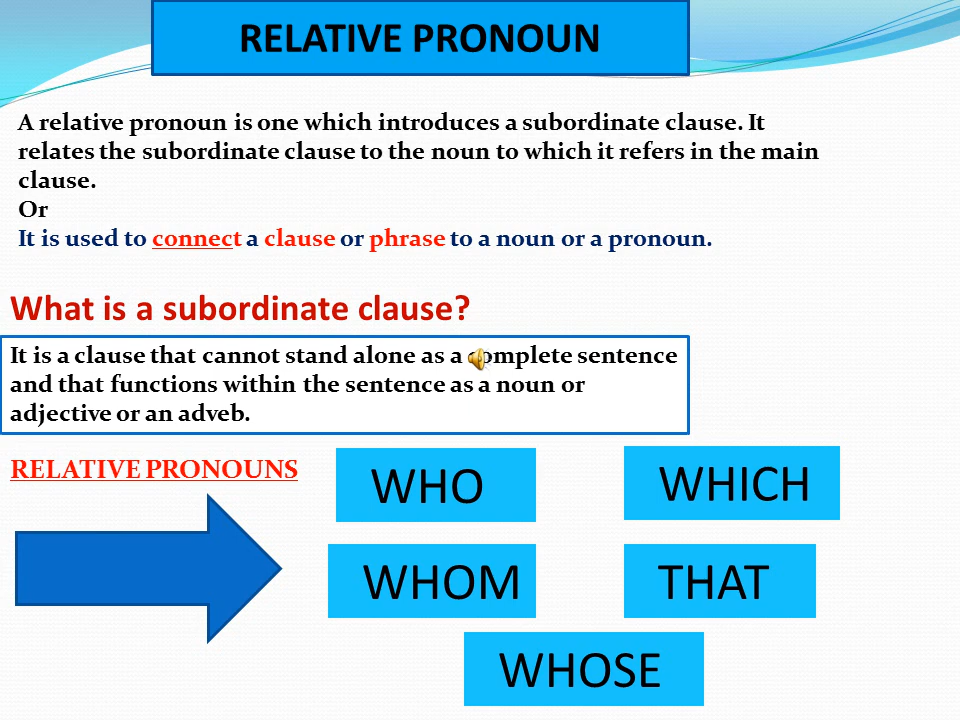 RELATIVE PRONOUN
A relative pronoun is one which introduces a subordinate clause. It
relates the subordinate clause to the noun to which it refers in the main
clause.
Or
It is used to connect a clause or phrase to a noun or a pronoun.
What is a subordinate clause?
It is a clause that cannot stand alone as a complete sentence
and that functions within the sentence as a noun or
adjective or an adveb.
RELATIVE PRONOUNS
WHO
WHICH
WHOM
THAT
WHOSE